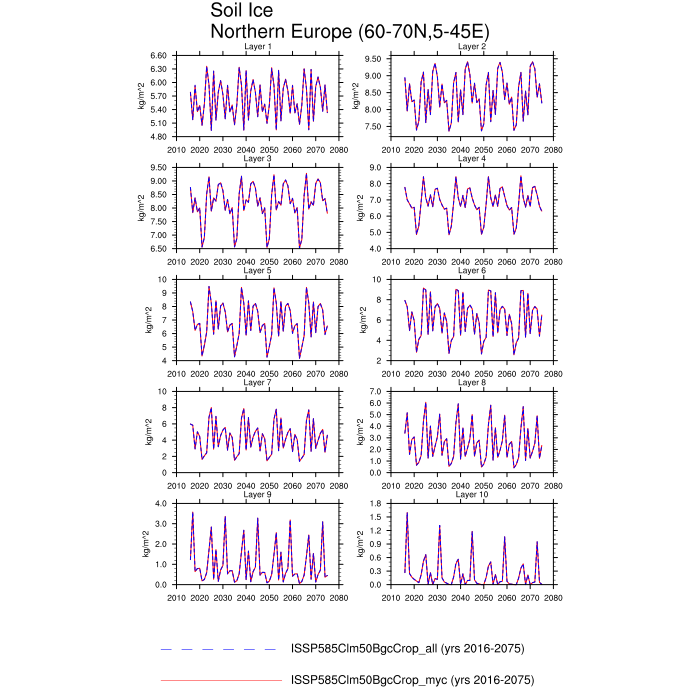 Soil Ice
Northern Europe (60-70N,5-45E)
Layer 1 Layer 2
6.60 6.30 6.00 5.70 5.40 5.10 4.80
kg/m^2
2010 2020 2030 2040 2050 2060 2070 2080
9.50 9.00 8.50 8.00 7.50
kg/m^2
2010 2020 2030 2040 2050 2060 2070 2080
Layer 3 Layer 4
9.50 9.00 8.50 8.00 7.50 7.00 6.50
kg/m^2
2010 2020 2030 2040 2050 2060 2070 2080
9.0 8.0 7.0 6.0 5.0 4.0
kg/m^2
2010 2020 2030 2040 2050 2060 2070 2080
Layer 5 Layer 6
10 9 8 7 6 5 4
kg/m^2
2010 2020 2030 2040 2050 2060 2070 2080
10 8 6 4 2
kg/m^2
2010 2020 2030 2040 2050 2060 2070 2080
Layer 7 Layer 8
10 8 6 4 2 0
kg/m^2
2010 2020 2030 2040 2050 2060 2070 2080
7.0 6.0 5.0 4.0 3.0 2.0 1.0 0.0
kg/m^2
2010 2020 2030 2040 2050 2060 2070 2080
Layer 9 Layer 10
4.0 3.0 2.0 1.0 0.0
kg/m^2
2010 2020 2030 2040 2050 2060 2070 2080
1.8 1.5 1.2 0.9 0.6 0.3 0.0
kg/m^2
2010 2020 2030 2040 2050 2060 2070 2080
ISSP585Clm50BgcCrop_all (yrs 2016-2075)
ISSP585Clm50BgcCrop_myc (yrs 2016-2075)